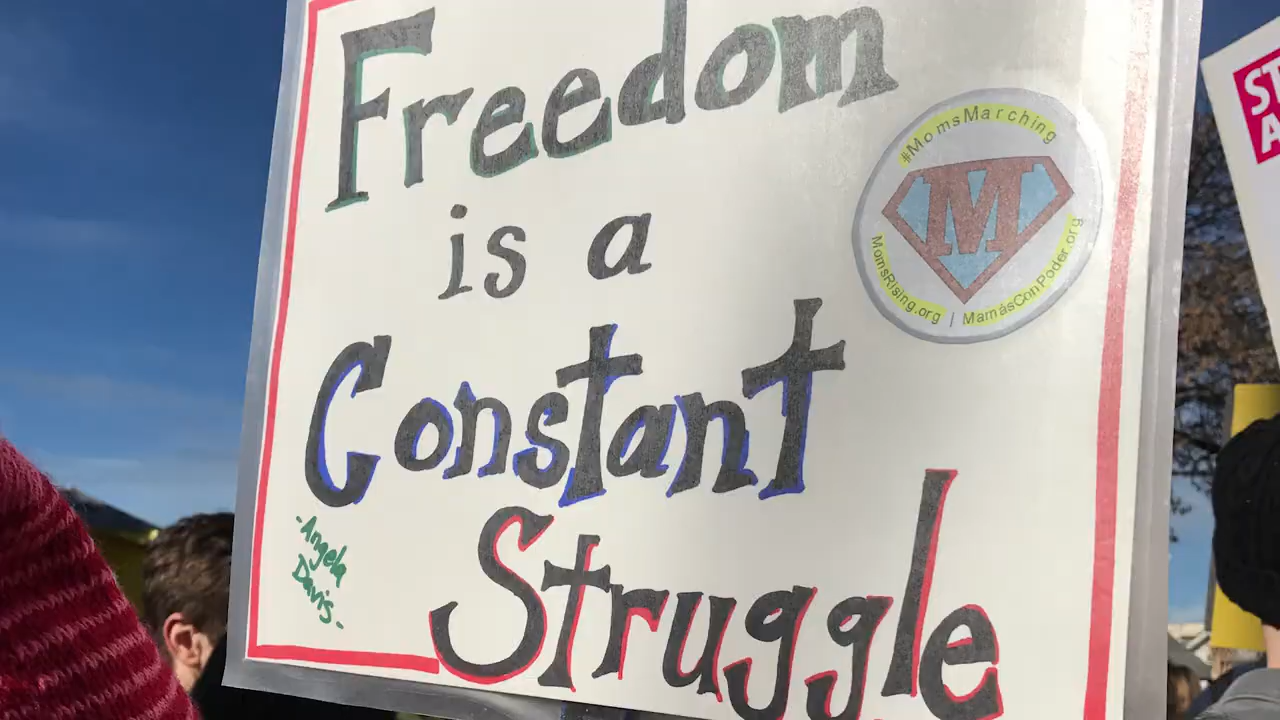 Freedom
is a
Constant
Struggle
-Angela
Davis-
#MomsMarching
M
MomsRising.org | MamásConPoder.org